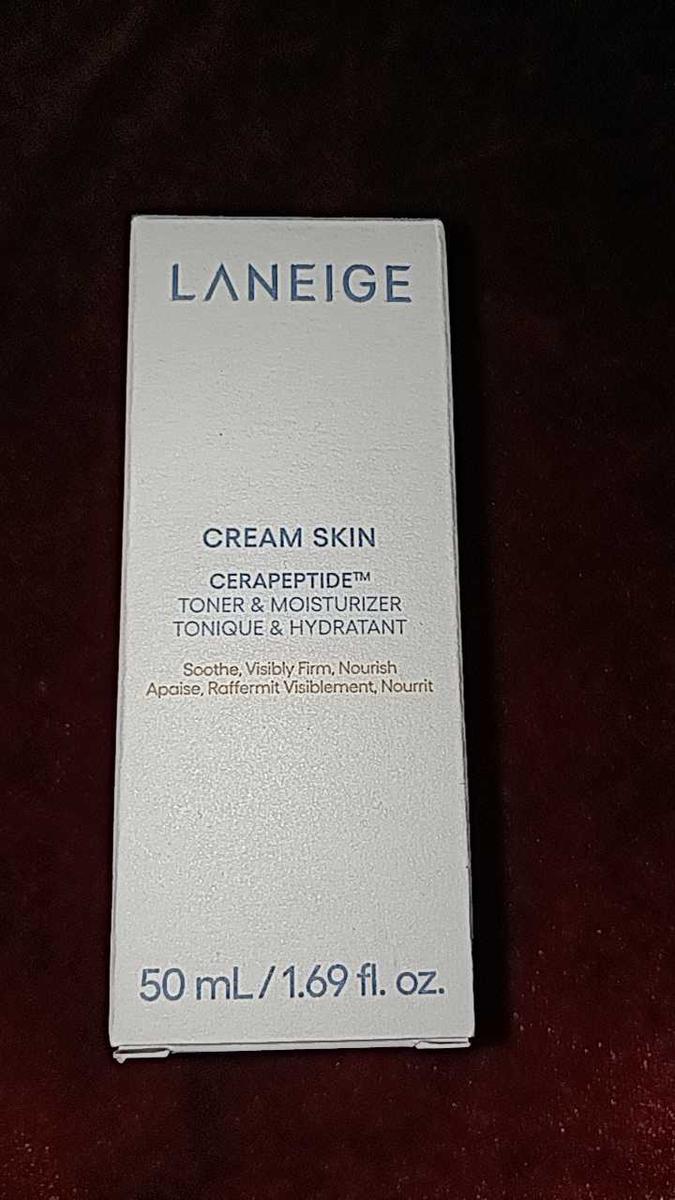 LANEIGE
CREAM SKIN
CERAPEPTIDE™
TONER & MOISTURIZER
TONIQUE & HYDRATANT
Soothe, Visibly Firm, Nourish
Apaise, Raffermit Visiblement, Nourrit
50 mL/1.69 fl. oz.